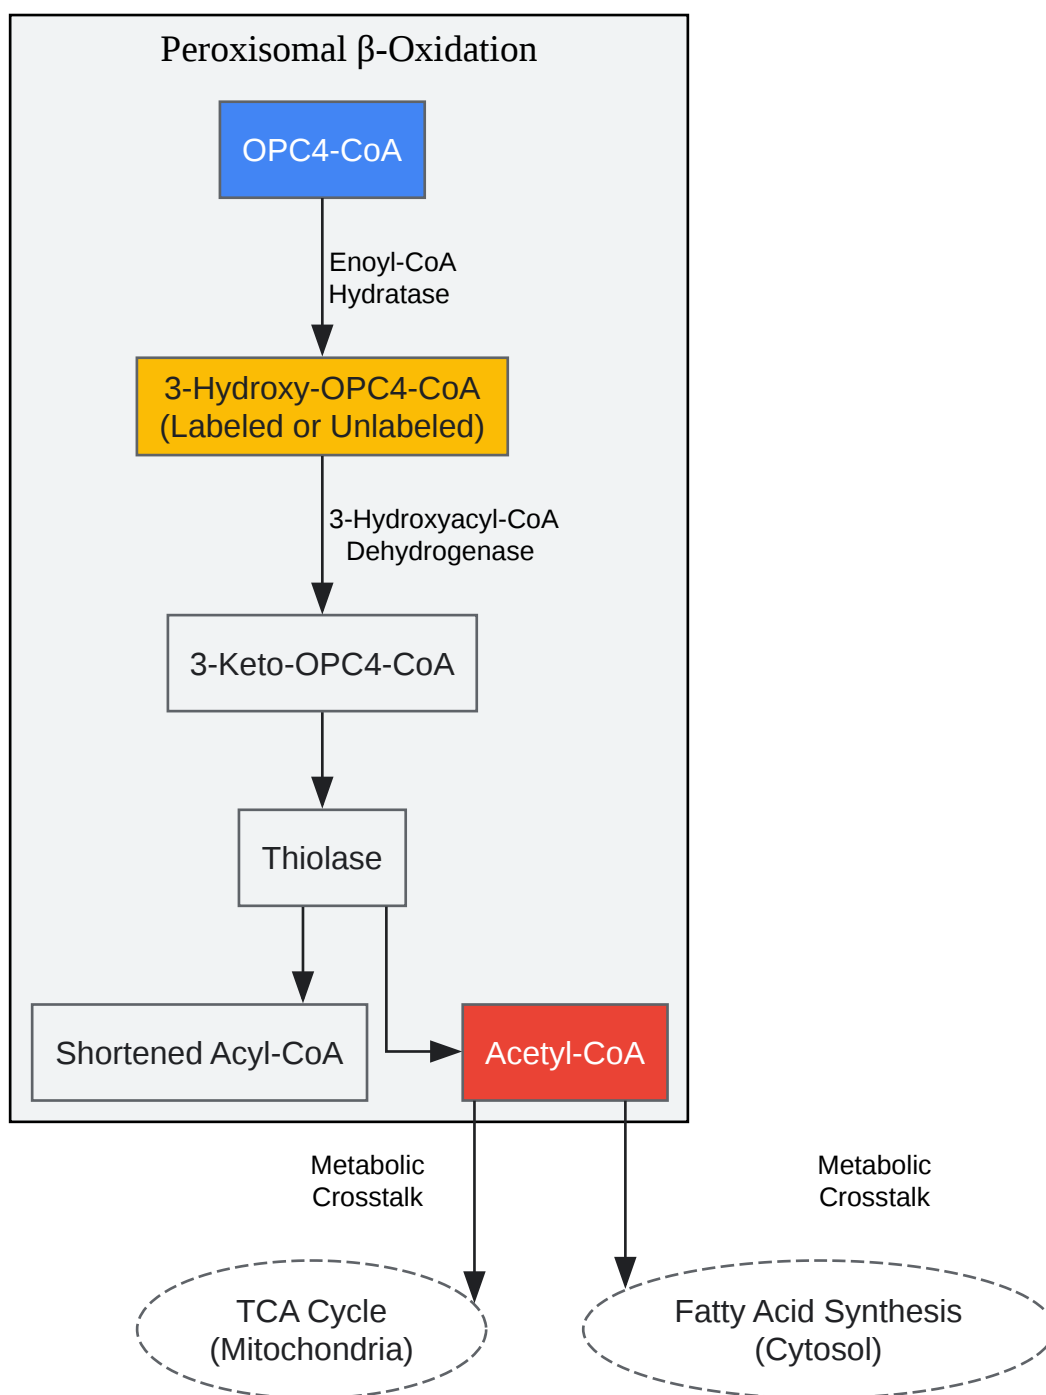 Peroxisomal β-Oxidation
OPC4-CoA
Enoyl-CoA
Hydratase
3-Hydroxy-OPC4-CoA
(Labeled or Unlabeled)
3-Hydroxyacyl-CoA
Dehydrogenase
3-Keto-OPC4-CoA
Thiolase
Shortened Acyl-CoA
Acetyl-CoA
Metabolic
Crosstalk
Metabolic
Crosstalk
TCA Cycle
(Mitochondria)
Fatty Acid Synthesis
(Cytosol)